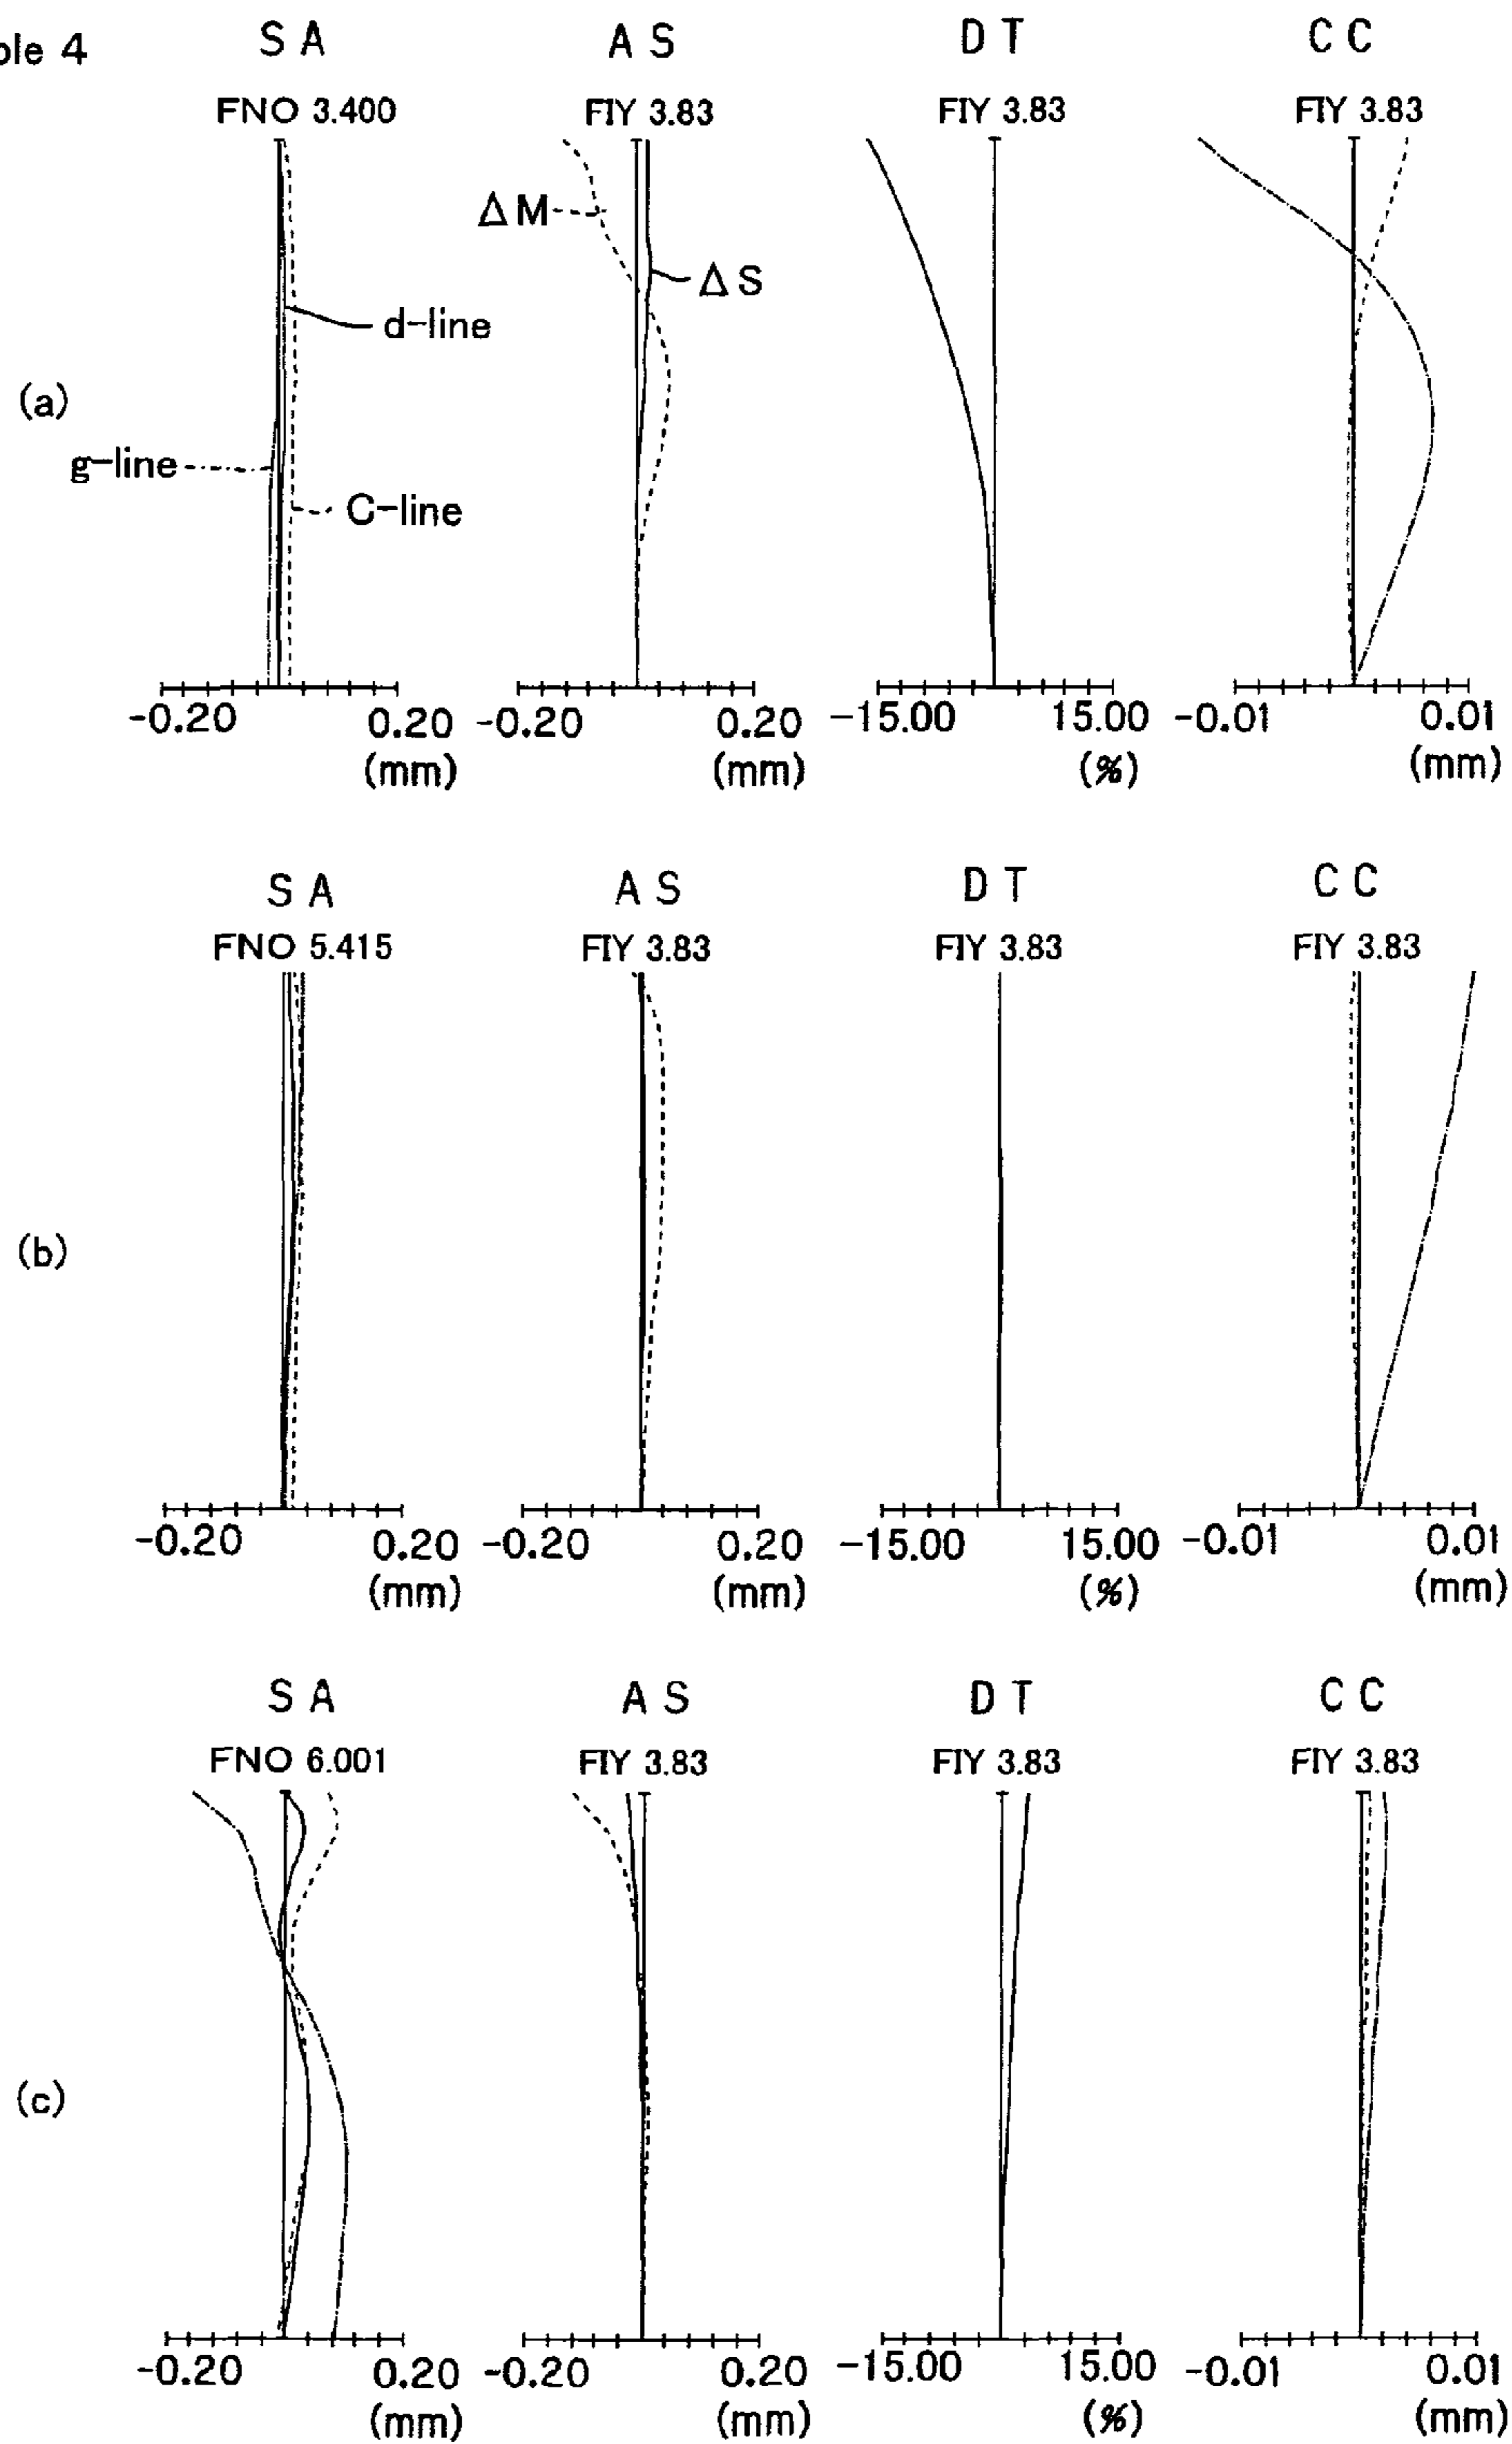 ble 4
S A
A S
D T
C C
FNO 3.400
FIY 3.83
FIY 3.83
FIY 3.83
ΔM
ΔS
d-line
(a)
g-line
C-line
-0.20 0.20 -0.20 0.20 -15.00 15.00 -0.01 0.01
(mm) (mm) (%) (mm)
S A
A S
D T
C C
FNO 5.415
FIY 3.83
FIY 3.83
FIY 3.83
(b)
-0.20 0.20 -0.20 0.20 -15.00 15.00 -0.01 0.01
(mm) (mm) (%) (mm)
S A
A S
D T
C C
FNO 6.001
FIY 3.83
FIY 3.83
FIY 3.83
(c)
-0.20 0.20 -0.20 0.20 -15.00 15.00 -0.01 0.01
(mm) (mm) (%) (mm)